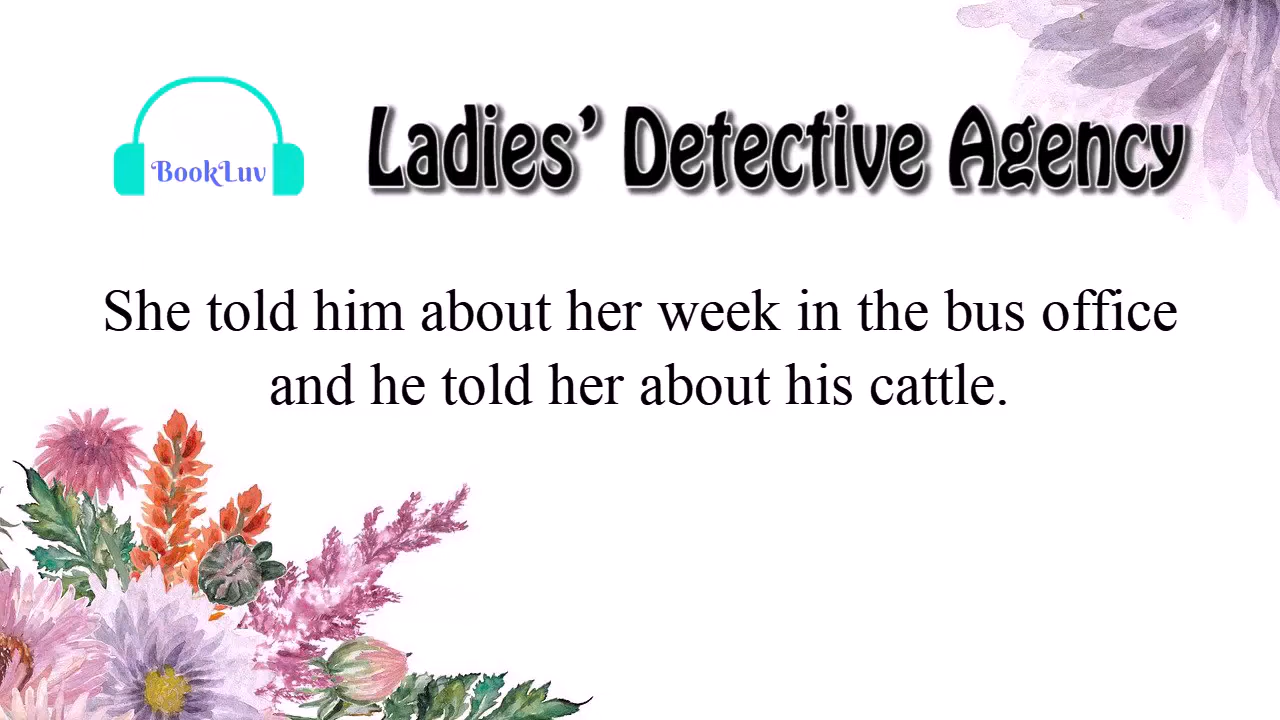 BookLuv
Ladies’ Detective Agency
She told him about her week in the bus office
and he told her about his cattle.